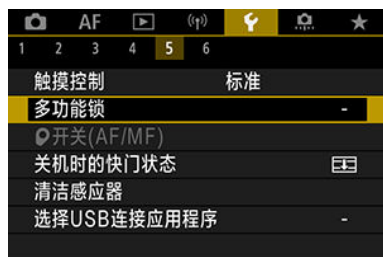 AF
1 2 3 4 5 6
触摸控制 标准
多功能锁 -
开关(AF/MF)
关机时的快门状态
清洁感应器
选择USB连接应用程序 -